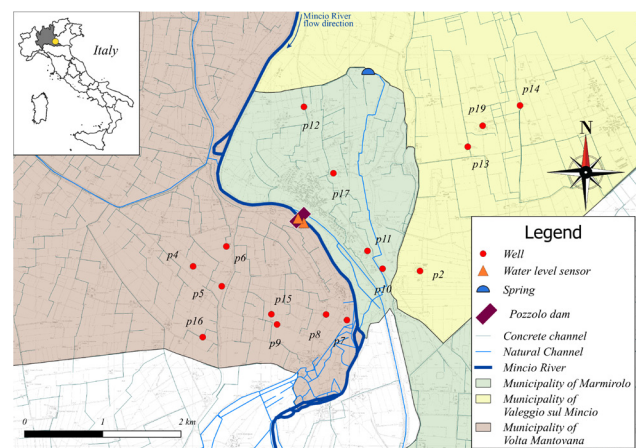 Italy
Mincio River
flow direction
p14
p19
p12
p13
p17
N
p11
p6
p4
p2
p10
p5
p15
p16
p9
p8
p7
Legend
Well
Water level sensor
Spring
Pozzolo dam
Concrete channel
Natural Channel
Mincio River
Municipality of Marmirolo
Municipality of
Valeggio sul Mincio
Municipality of
Volta Mantovana
0
1
2 km